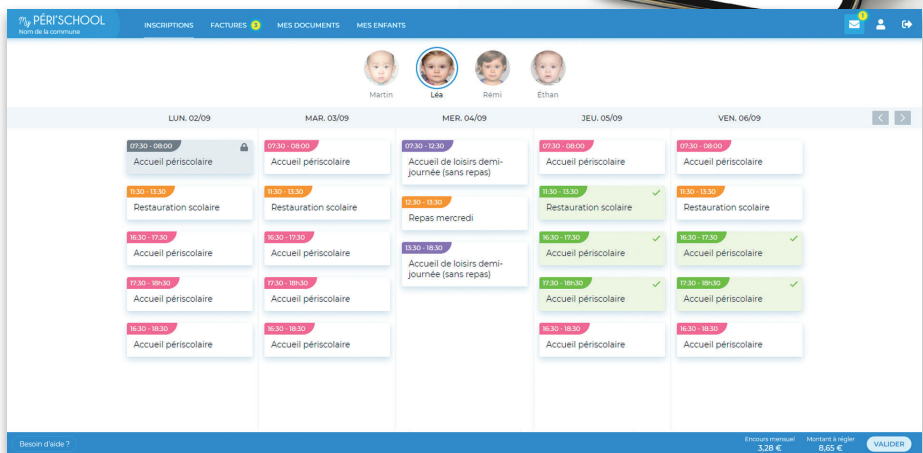 My PÉRI'SCHOOL
Nom de la commune
INSCRIPTIONS FACTURES 3 MES DOCUMENTS MES ENFANTS
1
Martin Léa Rémi Éthan
LUN. 02/09 MAR. 03/09 MER. 04/09 JEU. 05/09 VEN. 06/09
07:30 - 08:00
Accueil périscolaire
11:30 - 13:30
Restauration scolaire
16:30 - 17:30
Accueil périscolaire
17:30 - 18h30
Accueil périscolaire
16:30 - 18:30
Accueil périscolaire
07:30 - 08:00
Accueil périscolaire
11:30 - 13:30
Restauration scolaire
16:30 - 17:30
Accueil périscolaire
17:30 - 18h30
Accueil périscolaire
16:30 - 18:30
Accueil périscolaire
07:30 - 12:30
Accueil de loisirs demi-
journée (sans repas)
12:30 - 13:30
Repas mercredi
13:30 - 18:30
Accueil de loisirs demi-
journée (sans repas)
07:30 - 08:00
Accueil périscolaire
11:30 - 13:30
Restauration scolaire
16:30 - 17:30
Accueil périscolaire
17:30 - 18h30
Accueil périscolaire
16:30 - 18:30
Accueil périscolaire
07:30 - 08:00
Accueil périscolaire
11:30 - 13:30
Restauration scolaire
16:30 - 17:30
Accueil périscolaire
17:30 - 18h30
Accueil périscolaire
16:30 - 18:30
Accueil périscolaire
Besoin d'aide ?
Encours mensuel Montant à régler
3,28 € 8,65 €
VALIDER